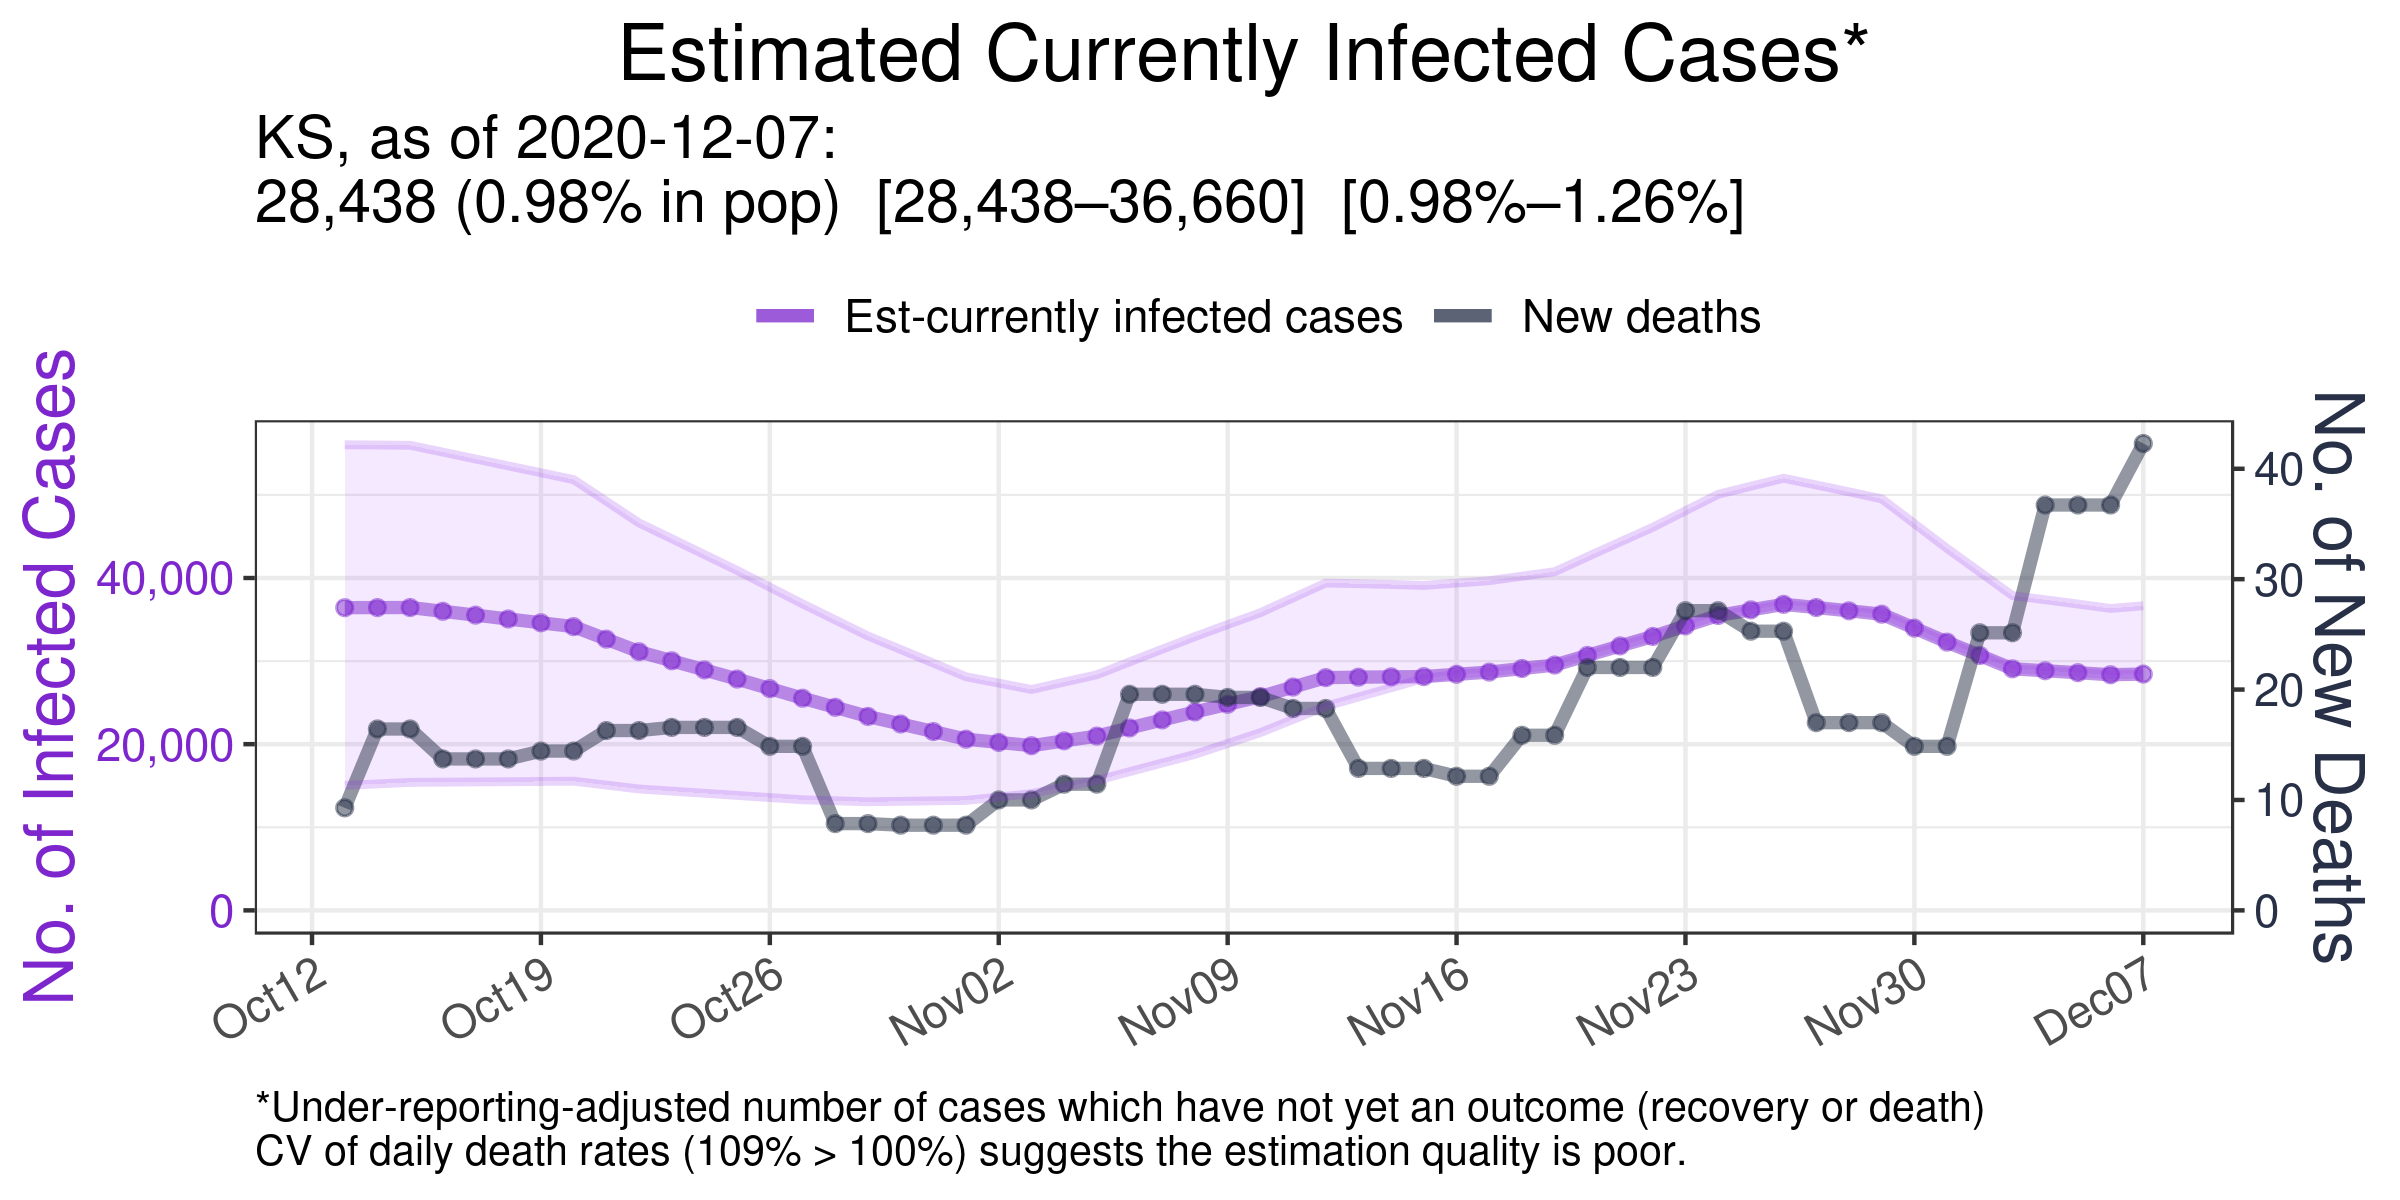 Estimated Currently Infected Cases*
KS, as of 2020-12-07:
28,438 (0.98% in pop)  [28,438–36,660]  [0.98%–1.26%]
Est-currently infected cases
New deaths
No. of Infected Cases
40,000
20,000
0
No. of New Deaths
40
30
20
10
0
Oct12
Oct19
Oct26
Nov02
Nov09
Nov16
Nov23
Nov30
Dec07
*Under-reporting-adjusted number of cases which have not yet an outcome (recovery or death)
CV of daily death rates (109% > 100%) suggests the estimation quality is poor.